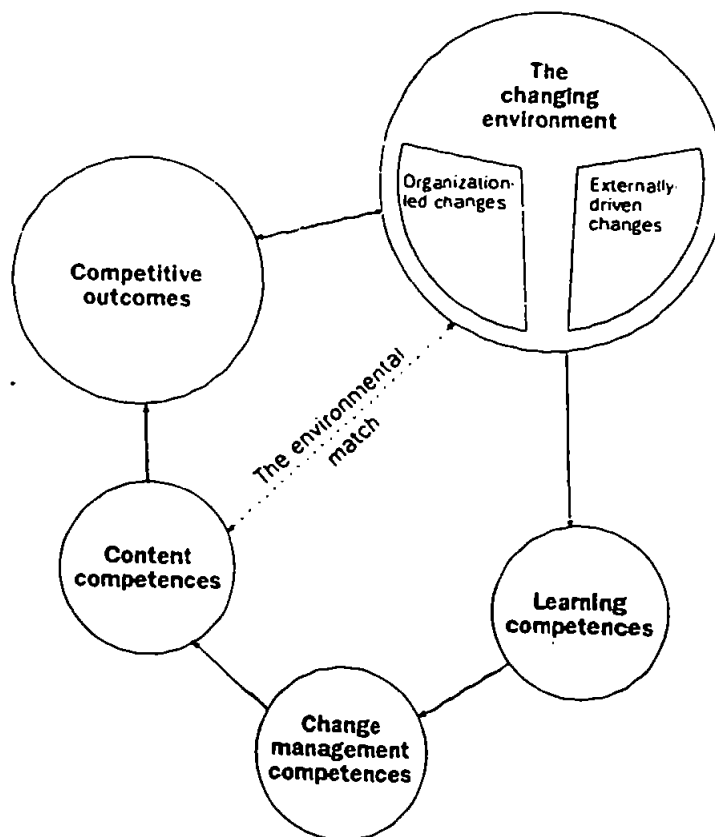 The
changing
environment
Organization-
led changes
Externally-
driven
changes
Competitive
outcomes
The environmental
match
Content
competences
Learning
competences
Change
management
competences